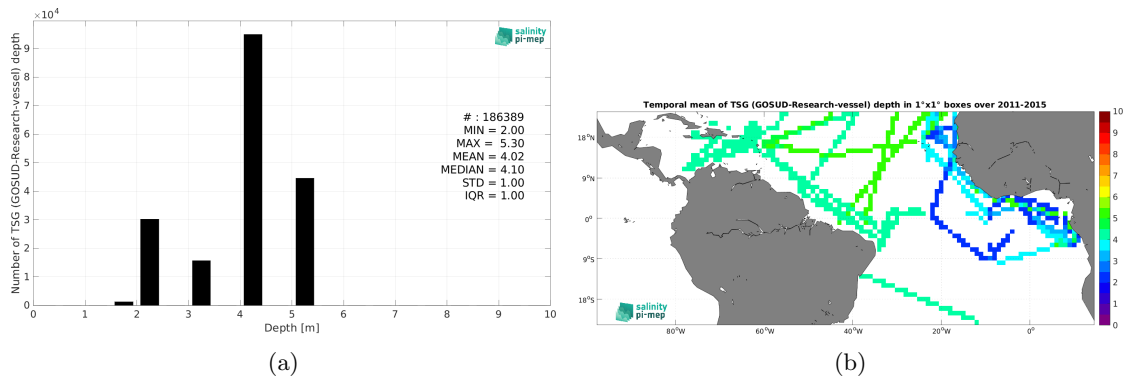 ×10⁴
9
8
7
6
5
4
3
2
1
0
Number of TSG (GOSUD-Research-vessel) depth
salinity
pi-mep
# : 186389
MIN = 2.00
MAX = 5.30
MEAN = 4.02
MEDIAN = 4.10
STD = 1.00
IQR = 1.00
0 1 2 3 4 5 6 7 8 9 10
Depth [m]
(a)
Temporal mean of TSG (GOSUD-Research-vessel) depth in 1°x1° boxes over 2011-2015
18°N
9°N
0°
9°S
18°S
salinity
pi-mep
80°W 60°W 40°W 20°W 0°
10
9
8
7
6
5
4
3
2
1
0
(b)